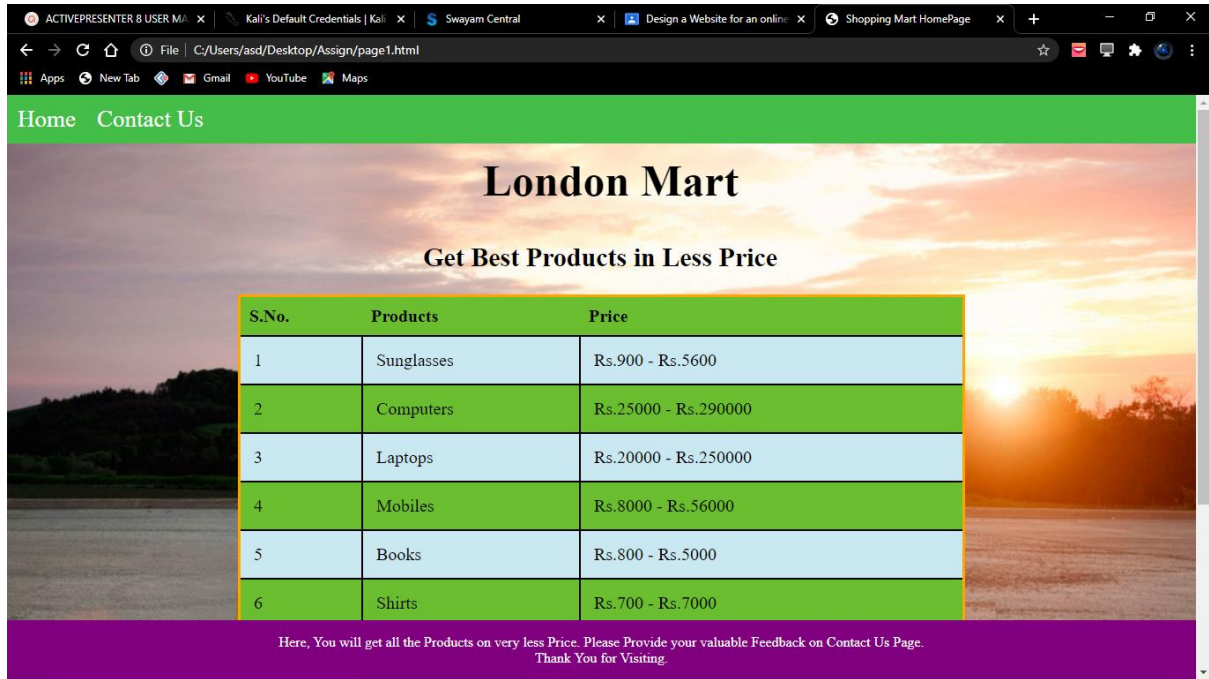 ACTIVEPRESENTER 8 USER MA
Kali's Default Credentials | Kali
Swayam Central
Design a Website for an online
Shopping Mart HomePage
File | C:/Users/asd/Desktop/Assign/page1.html
Apps New Tab Gmail YouTube Maps
Home Contact Us
London Mart
Get Best Products in Less Price
S.No. Products Price
1 Sunglasses Rs.900 - Rs.5600
2 Computers Rs.25000 - Rs.290000
3 Laptops Rs.20000 - Rs.250000
4 Mobiles Rs.8000 - Rs.56000
5 Books Rs.800 - Rs.5000
6 Shirts Rs.700 - Rs.7000
Here, You will get all the Products on very less Price. Please Provide your valuable Feedback on Contact Us Page.
Thank You for Visiting.